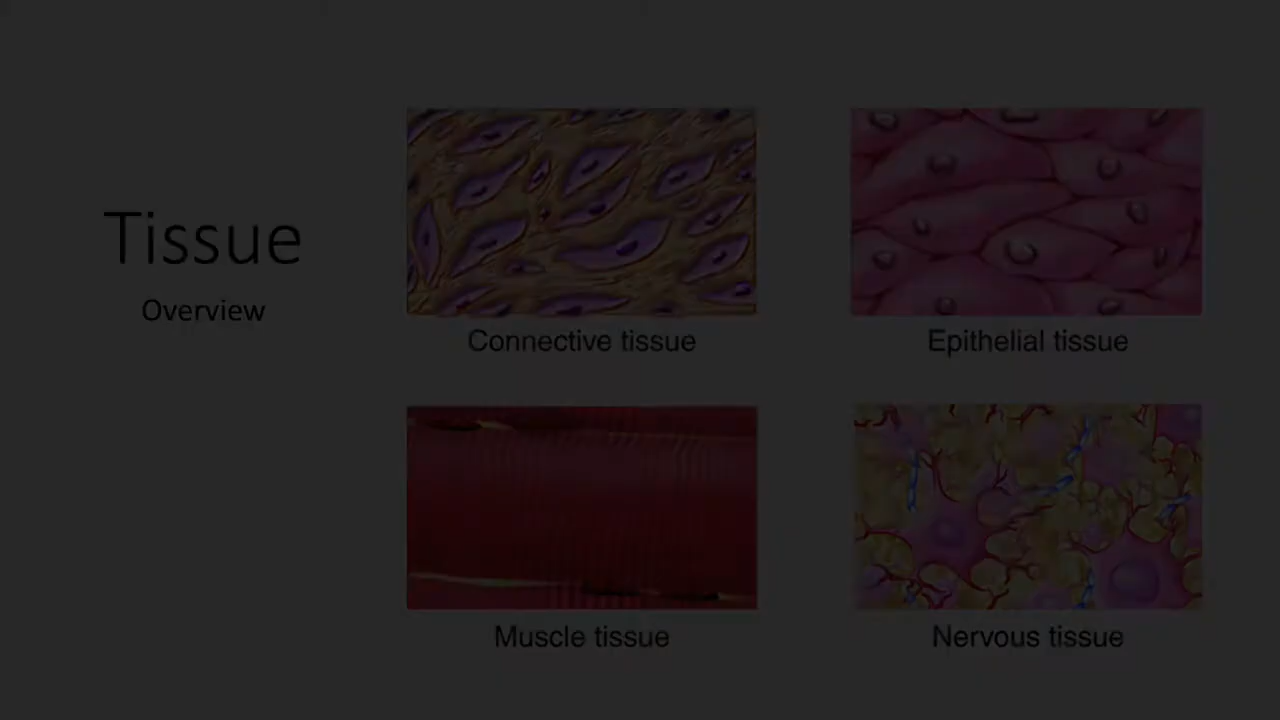 Tissue
Overview
Connective tissue
Epithelial tissue
Muscle tissue
Nervous tissue